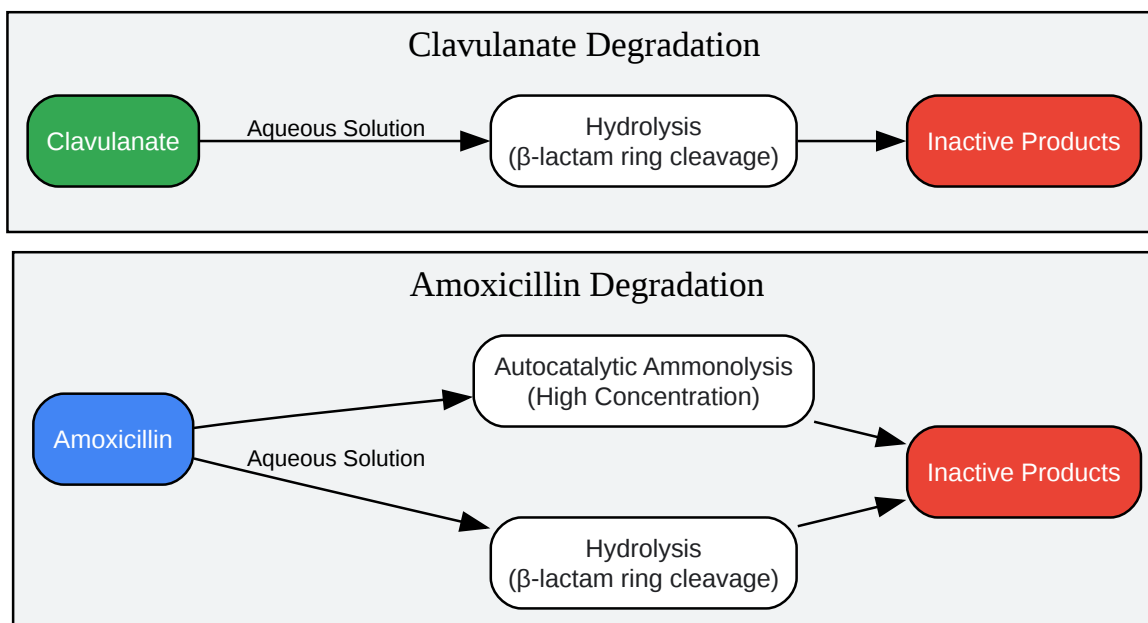 Clavulanate Degradation
Clavulanate
Aqueous Solution
Hydrolysis
(β-lactam ring cleavage)
Inactive Products
Amoxicillin Degradation
Autocatalytic Ammonolysis
(High Concentration)
Amoxicillin
Aqueous Solution
Inactive Products
Hydrolysis
(β-lactam ring cleavage)